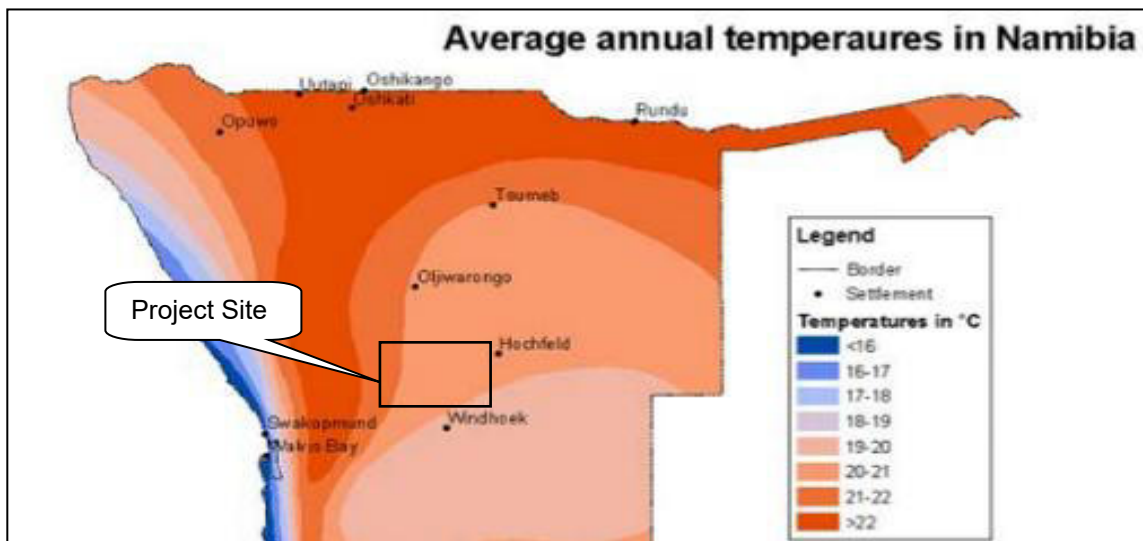 Average annual temperaures in Namibia
Uutapi
Oshikango
Oshkati
Opuwo
Rundu
Tsumeb
Otjiwarongo
Project Site
Hochfeld
Windhoek
Swakopmund
Walvis Bay
Legend
Border
Settlement
Temperatures in °C
<16
16-17
17-18
18-19
19-20
20-21
21-22
>22